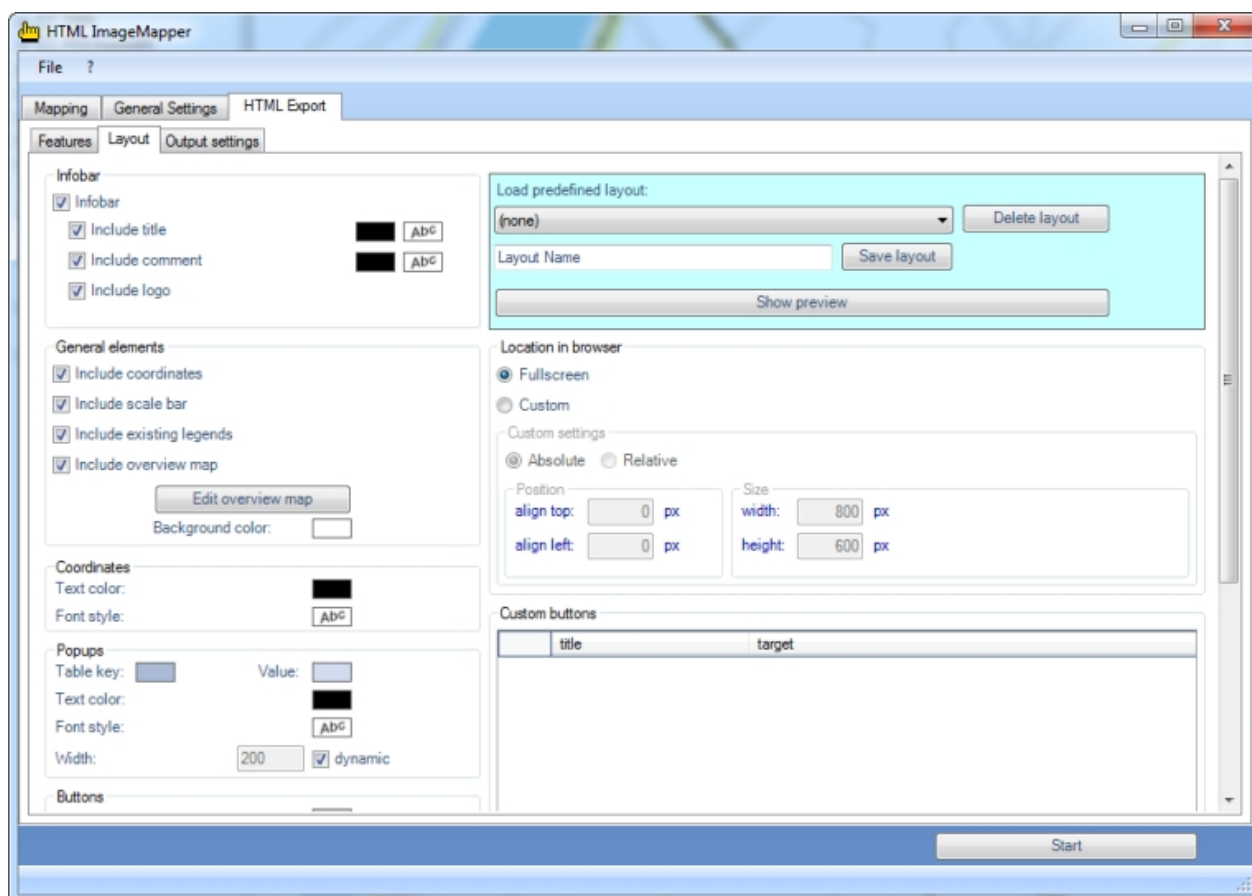 HTML ImageMapper
File ?
Mapping General Settings HTML Export
Features Layout Output settings
Infobar
Infobar
Include title AbC
Include comment AbC
Include logo
Load predefined layout:
(none) Delete layout
Layout Name Save layout
Show preview
General elements
Include coordinates
Include scale bar
Include existing legends
Include overview map
Edit overview map
Background color:
Location in browser
Fullscreen
Custom
Custom settings
Absolute Relative
Position Size
align top: 0 px width: 800 px
align left: 0 px height: 600 px
Coordinates
Text color:
Font style: AbC
Custom buttons
title target
Popups
Table key: Value:
Text color:
Font style: AbC
Width: 200 dynamic
Buttons
Start